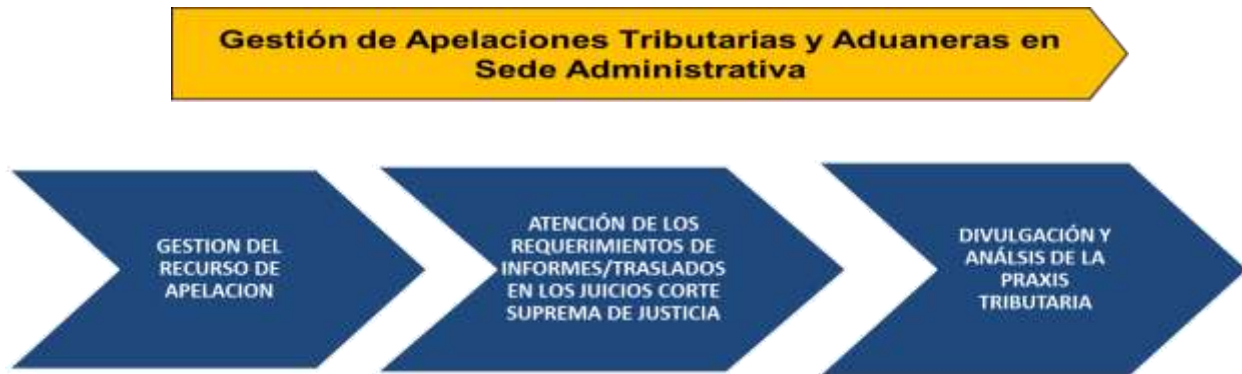 Gestión de Apelaciones Tributarias y Aduaneras en
Sede Administrativa
GESTION DEL
RECURSO DE
APELACION
ATENCIÓN DE LOS
REQUERIMIENTOS DE
INFORMES/TRASLADOS
EN LOS JUICIOS CORTE
SUPREMA DE JUSTICIA
DIVULGACIÓN Y
ANÁLSIS DE LA
PRAXIS
TRIBUTARIA